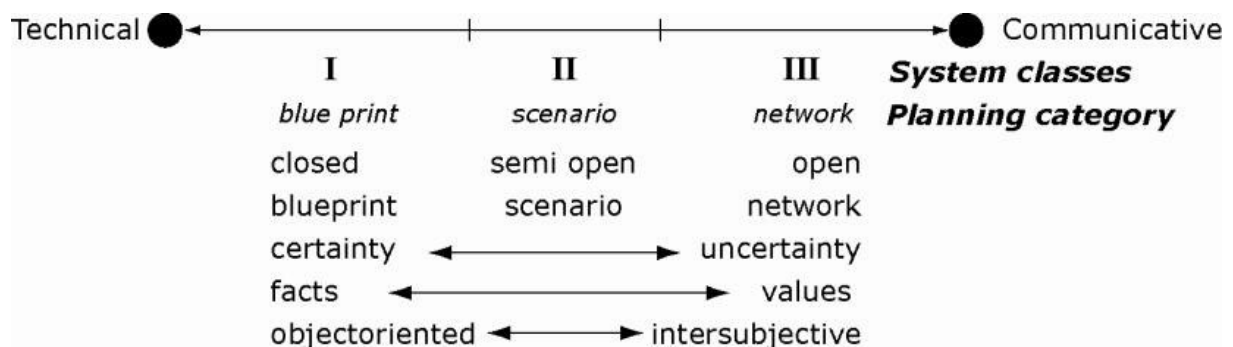 Technical Communicative
I II III System classes
blue print scenario network Planning category
closed semi open open
blueprint scenario network
certainty uncertainty
facts values
objectoriented intersubjective